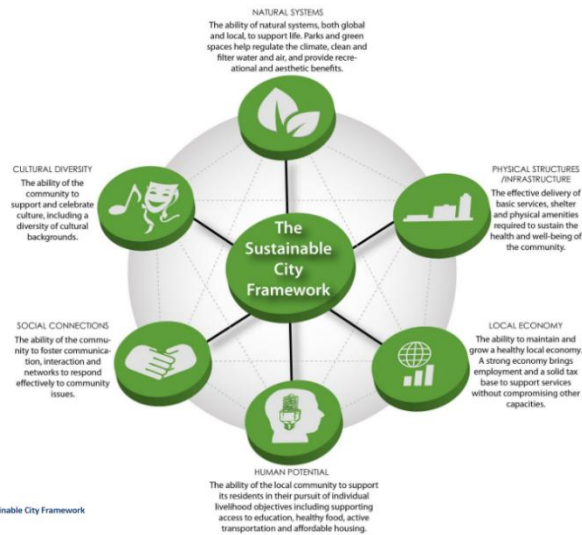 NATURAL SYSTEMS
The ability of natural systems, both global
and local, to support life. Parks and green
spaces help regulate the climate, clean and
filter water and air, and provide recre-
ational and aesthetic benefits.
CULTURAL DIVERSITY
The ability of the
community to
support and celebrate
culture, including a
diversity of cultural
backgrounds.
PHYSICAL STRUCTURES
/INFRASTRUCTURE
The effective delivery of
basic services, shelter
and physical amenities
required to sustain the
health and well-being of
the community.
The
Sustainable
City
Framework
SOCIAL CONNECTIONS
The ability of the commu-
nity to foster communica-
tion, interaction and
networks to respond
effectively to community
issues.
LOCAL ECONOMY
The ability to maintain and
grow a healthy local economy.
A strong economy brings
employment and a solid tax
base to support services
without compromising other
capacities.
HUMAN POTENTIAL
The ability of the local community to support
its residents in their pursuit of individual
livelihood objectives including supporting
access to education, healthy food, active
transportation and affordable housing.
inable City Framework